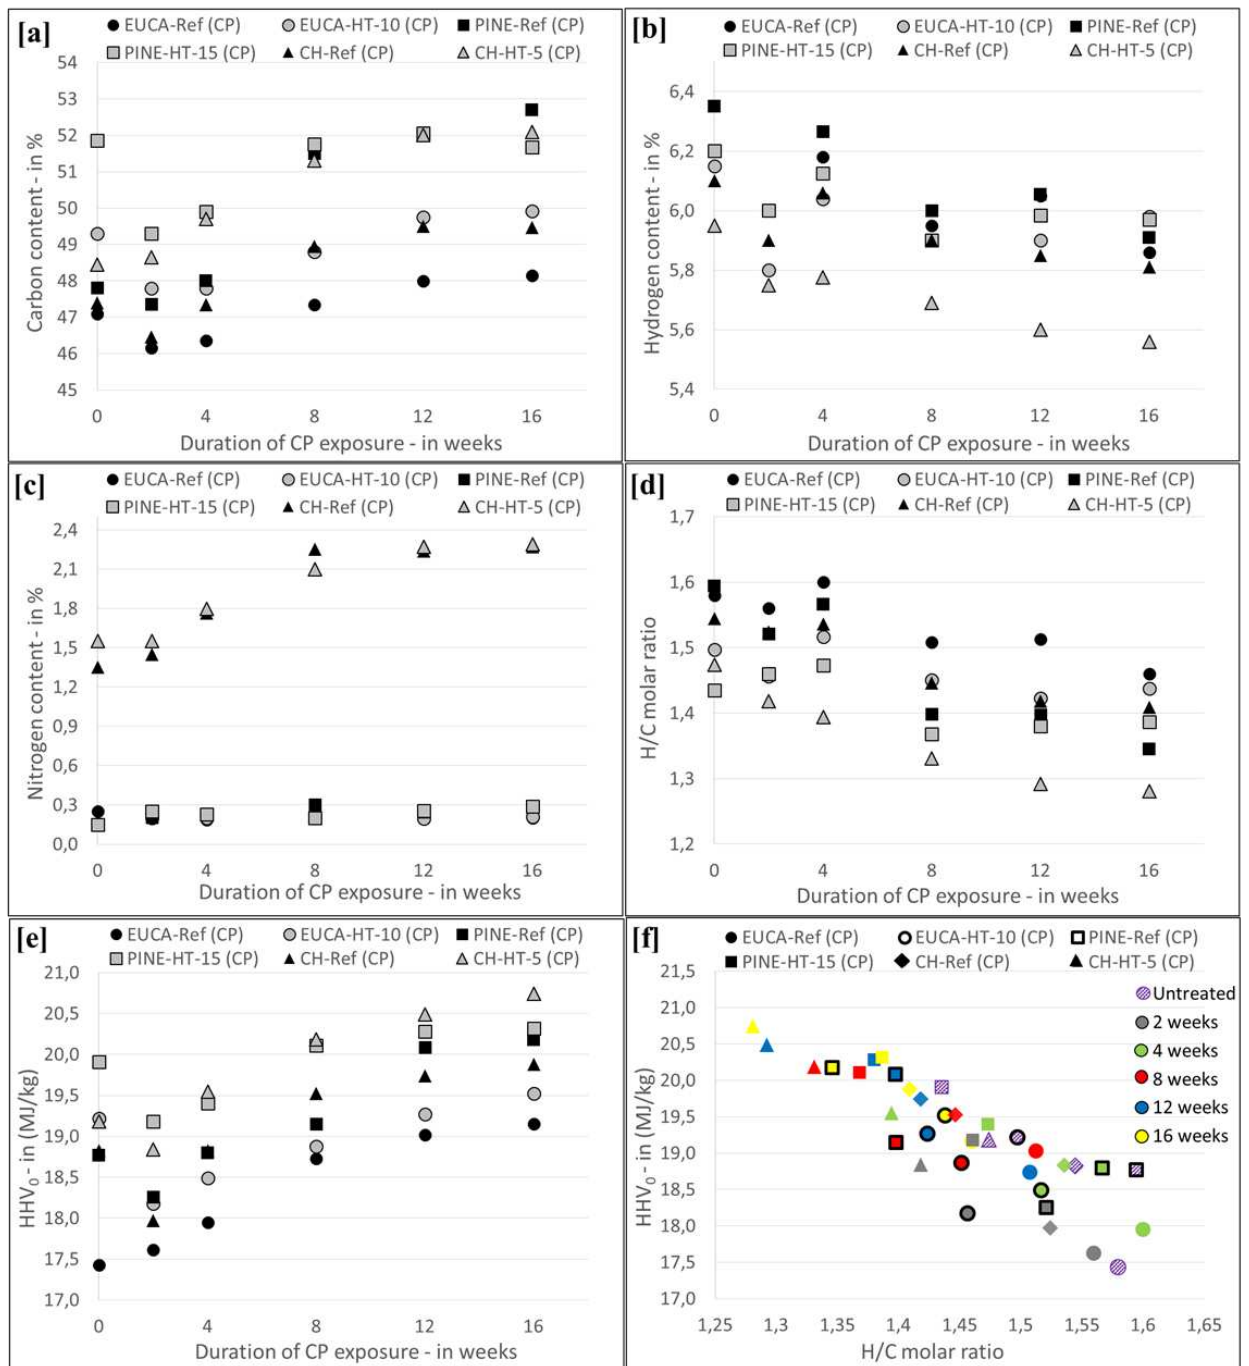 [a]
EUCA-Ref (CP) EUCA-HT-10 (CP) PINE-Ref (CP)
PINE-HT-15 (CP) CH-Ref (CP) CH-HT-5 (CP)
54
53
52
51
50
49
48
47
46
45
Carbon content - in %
0 4 8 12 16
Duration of CP exposure - in weeks
[b]
EUCA-Ref (CP) EUCA-HT-10 (CP) PINE-Ref (CP)
PINE-HT-15 (CP) CH-Ref (CP) CH-HT-5 (CP)
6,4
6,2
6,0
5,8
5,6
5,4
Hydrogen content - in %
0 4 8 12 16
Duration of CP exposure - in weeks
[c]
EUCA-Ref (CP) EUCA-HT-10 (CP) PINE-Ref (CP)
PINE-HT-15 (CP) CH-Ref (CP) CH-HT-5 (CP)
2,4
2,1
1,8
1,5
1,2
0,9
0,6
0,3
0,0
Nitrogen content - in %
0 4 8 12 16
Duration of CP exposure - in weeks
[d]
EUCA-Ref (CP) EUCA-HT-10 (CP) PINE-Ref (CP)
PINE-HT-15 (CP) CH-Ref (CP) CH-HT-5 (CP)
1,7
1,6
1,5
1,4
1,3
1,2
H/C molar ratio
0 4 8 12 16
Duration of CP exposure - in weeks
[e]
EUCA-Ref (CP) EUCA-HT-10 (CP) PINE-Ref (CP)
PINE-HT-15 (CP) CH-Ref (CP) CH-HT-5 (CP)
21,0
20,5
20,0
19,5
19,0
18,5
18,0
17,5
17,0
HHV0 - in (MJ/kg)
0 4 8 12 16
Duration of CP exposure - in weeks
[f]
EUCA-Ref (CP) EUCA-HT-10 (CP) PINE-Ref (CP)
PINE-HT-15 (CP) CH-Ref (CP) CH-HT-5 (CP)
21,5
21,0
20,5
20,0
19,5
19,0
18,5
18,0
17,5
17,0
HHV0 - in (MJ/kg)
Untreated
2 weeks
4 weeks
8 weeks
12 weeks
16 weeks
1,25 1,3 1,35 1,4 1,45 1,5 1,55 1,6 1,65
H/C molar ratio